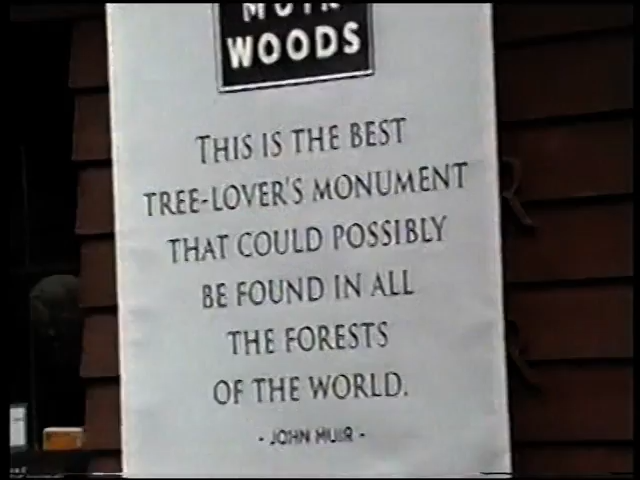 MUIR
WOODS
THIS IS THE BEST
TREE-LOVER'S MONUMENT
THAT COULD POSSIBLY
BE FOUND IN ALL
THE FORESTS
OF THE WORLD.
- JOHN MUIR -